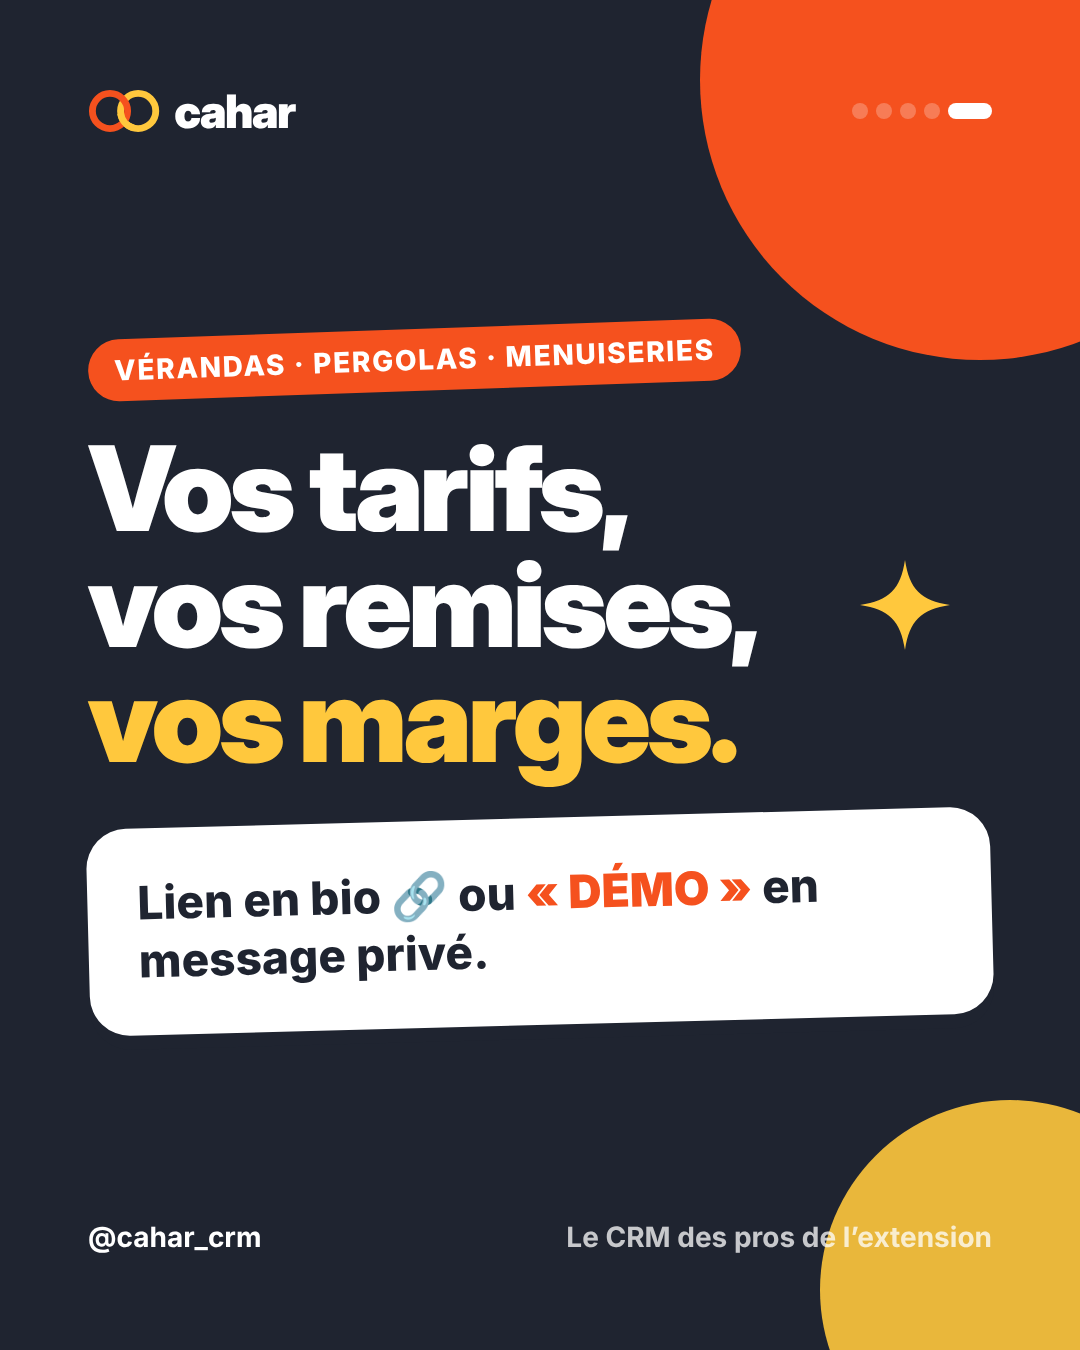 cahar
VÉRANDAS · PERGOLAS · MENUISERIES
Vos tarifs,
vos remises,
vos marges.
Lien en bio 🔗 ou « DÉMO » en
message privé.
@cahar_crm
Le CRM des pros de l’extension